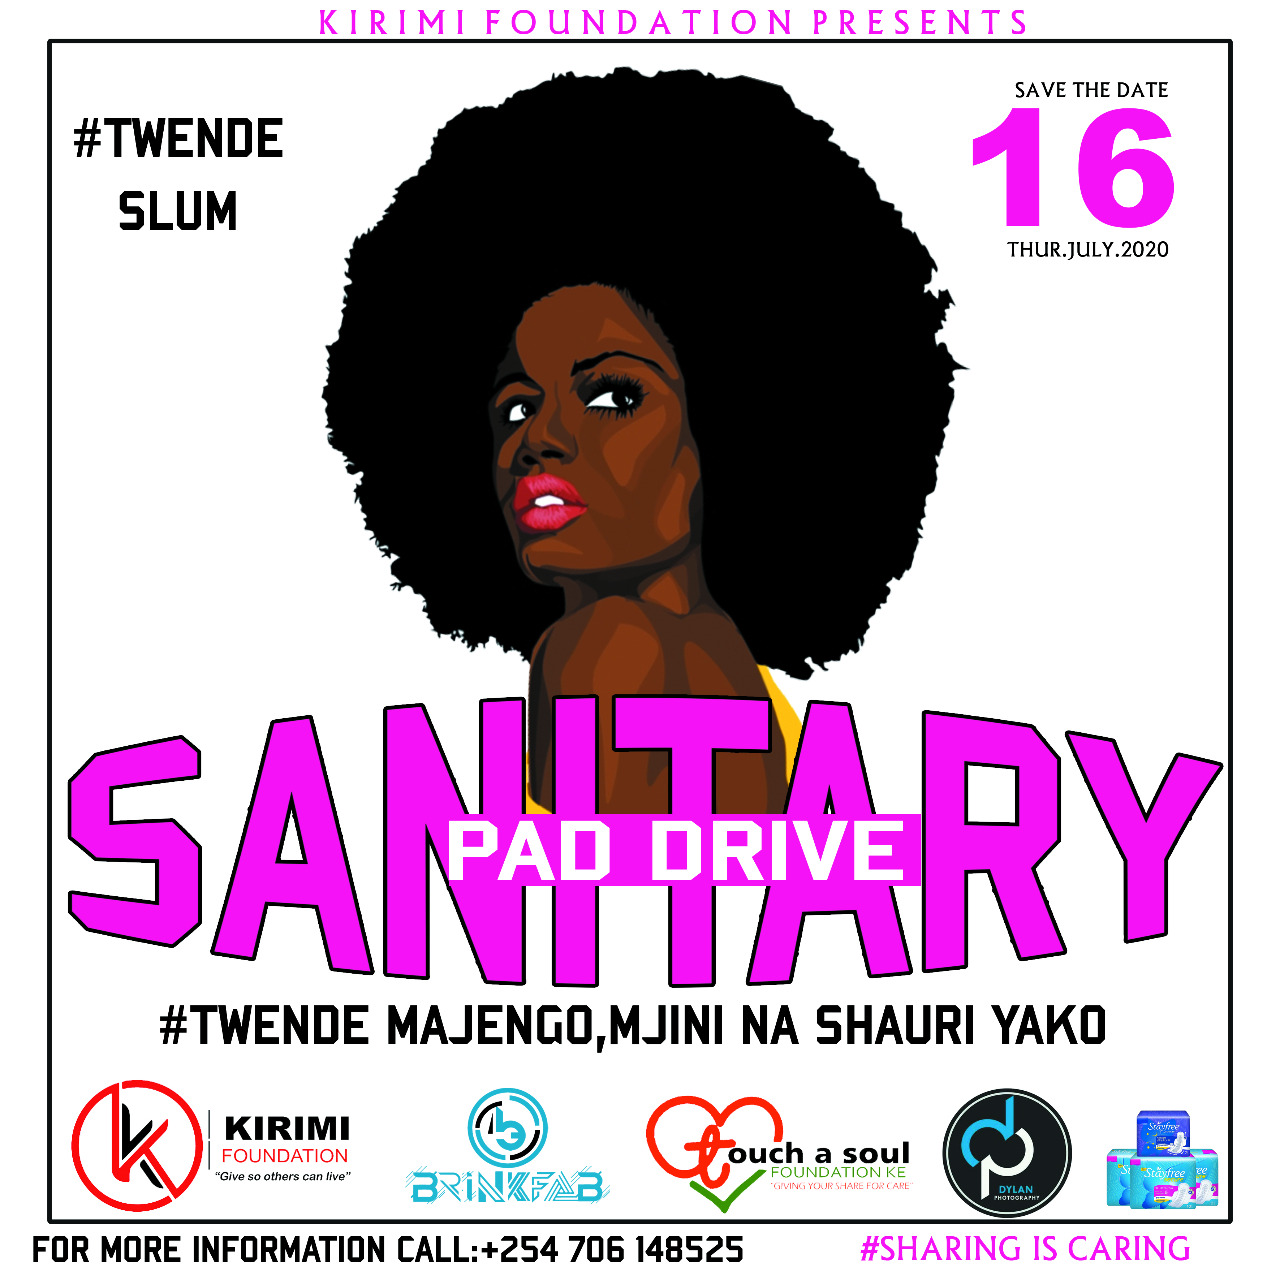 KIRIMI FOUNDATION PRESENTS
#TWENDE
SLUM
SAVE THE DATE
16
THUR.JULY.2020
SANITARY
PAD DRIVE
#TWENDE MAJENGO,MJINI NA SHAURI YAKO
KIRIMI
FOUNDATION
"Give so others can live"
BRINKFAB
touch a soul
FOUNDATION KE
"GIVING YOUR SHARE FOR CARE"
DYLAN
PHOTOGRAPHY
Stayfree
Stayfree
FOR MORE INFORMATION CALL:+254 706 148525
#SHARING IS CARING